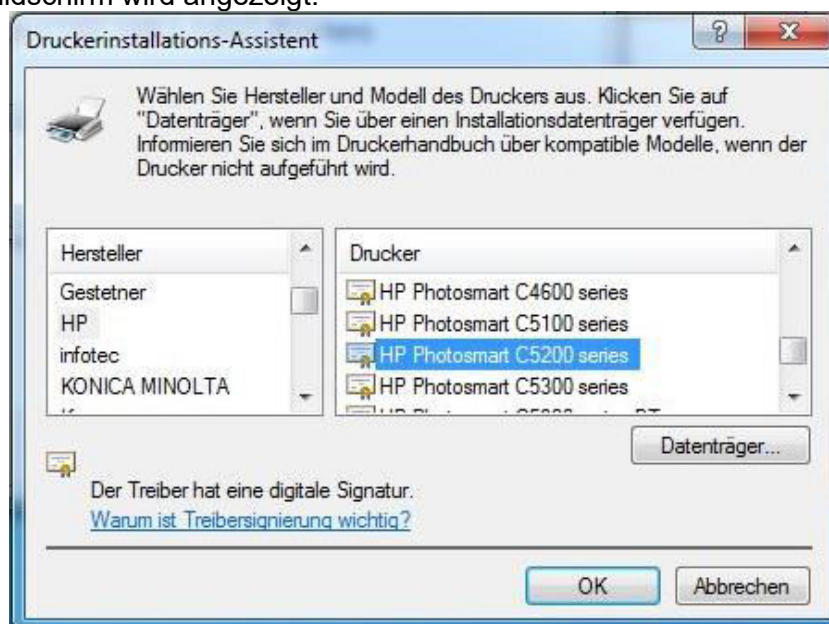 ldschirm wird angezeigt:
Druckerinstallations-Assistent
Wählen Sie Hersteller und Modell des Druckers aus. Klicken Sie auf
"Datenträger", wenn Sie über einen Installationsdatenträger verfügen.
Informieren Sie sich im Druckerhandbuch über kompatible Modelle, wenn der
Drucker nicht aufgeführt wird.
Hersteller
Gestetner
HP
infotec
KONICA MINOLTA
Drucker
HP Photosmart C4600 series
HP Photosmart C5100 series
HP Photosmart C5200 series
HP Photosmart C5300 series
Datenträger...
Der Treiber hat eine digitale Signatur.
Warum ist Treibersignierung wichtig?
OK
Abbrechen